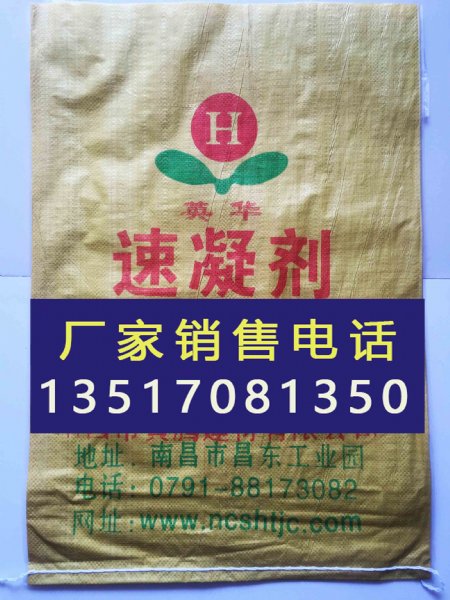 H
英华
速凝剂
厂家销售电话
13517081350
地址:南昌市昌东工业园
电话:0791-88173082
网址:www.ncshtjc.com